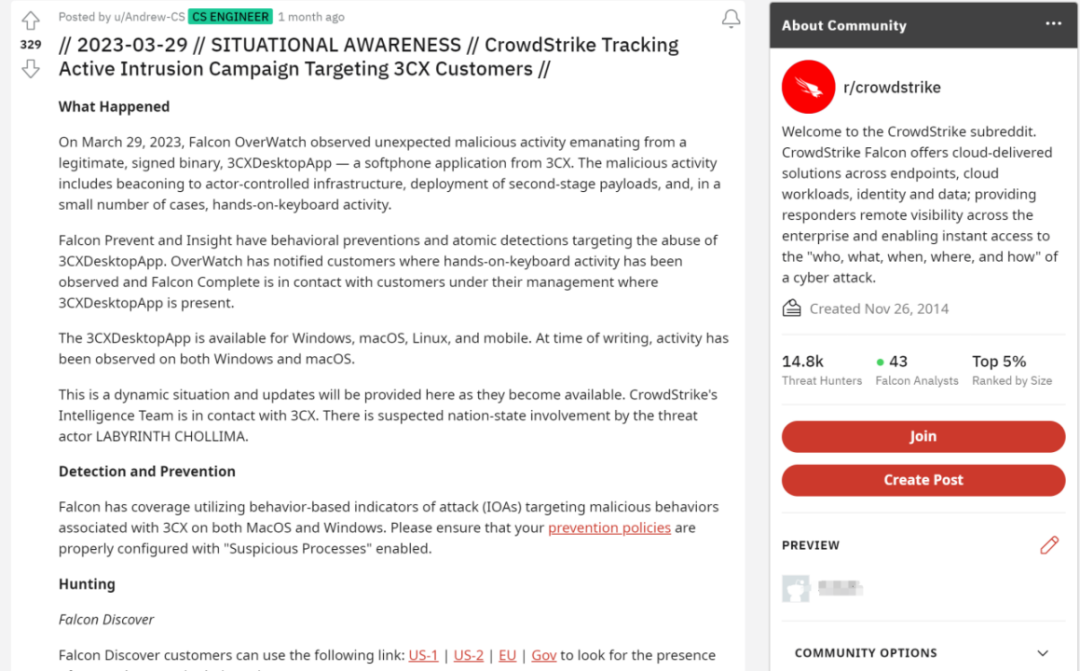 Posted by u/Andrew-CS CS ENGINEER 1 month ago
329
// 2023-03-29 // SITUATIONAL AWARENESS // CrowdStrike Tracking
Active Intrusion Campaign Targeting 3CX Customers //
What Happened
On March 29, 2023, Falcon OverWatch observed unexpected malicious activity emanating from a
legitimate, signed binary, 3CXDesktopApp — a softphone application from 3CX. The malicious activity
includes beaconing to actor-controlled infrastructure, deployment of second-stage payloads, and, in a
small number of cases, hands-on-keyboard activity.
Falcon Prevent and Insight have behavioral preventions and atomic detections targeting the abuse of
3CXDesktopApp. OverWatch has notified customers where hands-on-keyboard activity has been
observed and Falcon Complete is in contact with customers under their management where
3CXDesktopApp is present.
The 3CXDesktopApp is available for Windows, macOS, Linux, and mobile. At time of writing, activity has
been observed on both Windows and macOS.
This is a dynamic situation and updates will be provided here as they become available. CrowdStrike's
Intelligence Team is in contact with 3CX. There is suspected nation-state involvement by the threat
actor LABYRINTH CHOLLIMA.
Detection and Prevention
Falcon has coverage utilizing behavior-based indicators of attack (IOAs) targeting malicious behaviors
associated with 3CX on both MacOS and Windows. Please ensure that your prevention policies are
properly configured with "Suspicious Processes" enabled.
Hunting
Falcon Discover
Falcon Discover customers can use the following link: US-1 | US-2 | EU | Gov to look for the presence
About Community
r/crowdstrike
Welcome to the CrowdStrike subreddit.
CrowdStrike Falcon offers cloud-delivered
solutions across endpoints, cloud
workloads, identity and data; providing
responders remote visibility across the
enterprise and enabling instant access to
the "who, what, when, where, and how" of
a cyber attack.
Created Nov 26, 2014
14.8k 43 Top 5%
Threat Hunters Falcon Analysts Ranked by Size
Join
Create Post
PREVIEW
COMMUNITY OPTIONS